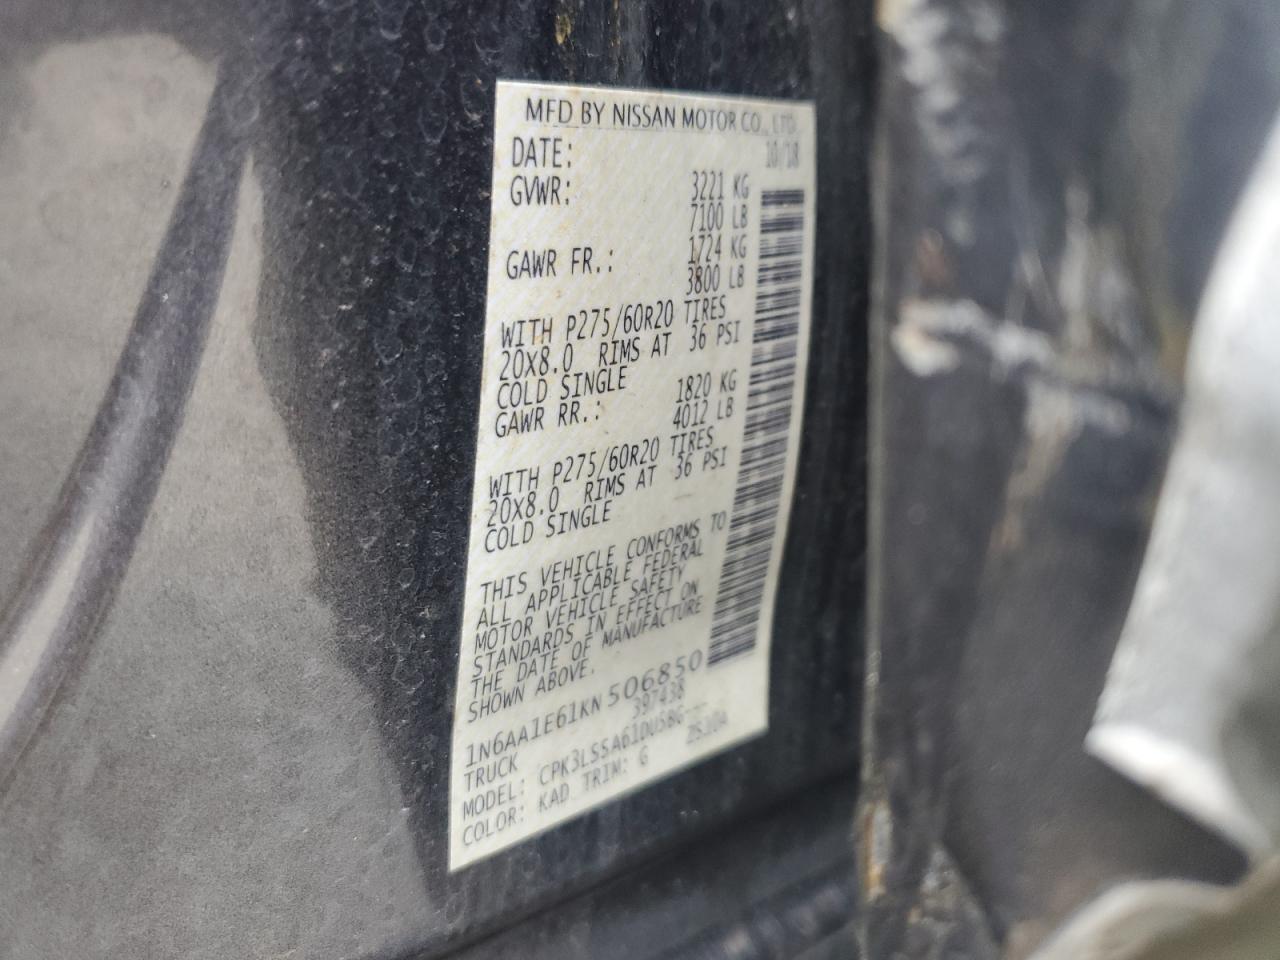 MFD BY NISSAN MOTOR CO., LTD.
DATE: 10/18
GVWR: 3221 KG
7100 LB
GAWR FR.: 1724 KG
3800 LB
WITH P275/60R20 TIRES
20X8.0 RIMS AT 36 PSI
COLD SINGLE
GAWR RR.: 1820 KG
4012 LB
WITH P275/60R20 TIRES
20X8.0 RIMS AT 36 PSI
COLD SINGLE
THIS VEHICLE CONFORMS TO
ALL APPLICABLE FEDERAL
MOTOR VEHICLE SAFETY
STANDARDS IN EFFECT ON
THE DATE OF MANUFACTURE
SHOWN ABOVE.
1N6AA1E61KN506850
TRUCK 397438
MODEL:
COLOR: KAD TRIM: G